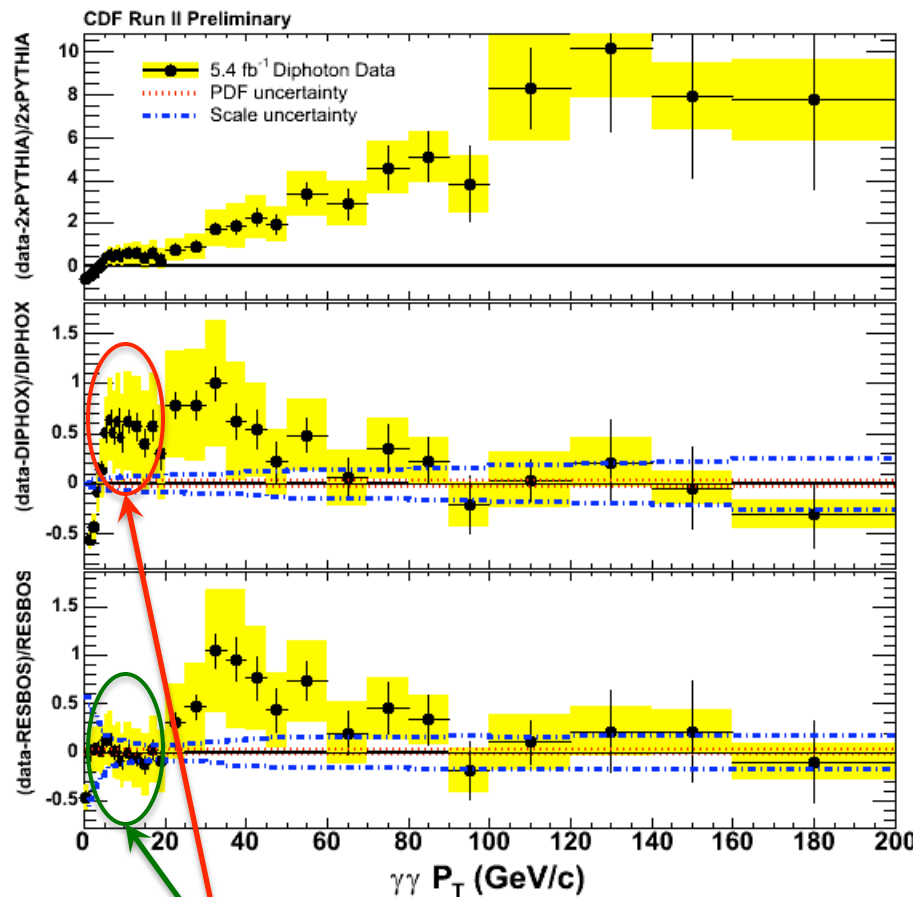 CDF Run II Preliminary
(data-2xPYTHIA)/2xPYTHIA
10
8
6
4
2
0
5.4 fb⁻¹ Diphoton Data
PDF uncertainty
Scale uncertainty
(data-DIPHOX)/DIPHOX
1.5
1
0.5
0
-0.5
(data-RESBOS)/RESBOS
1.5
1
0.5
0
-0.5
0 20 40 60 80 100 120 140 160 180 200
γγ P_T (GeV/c)